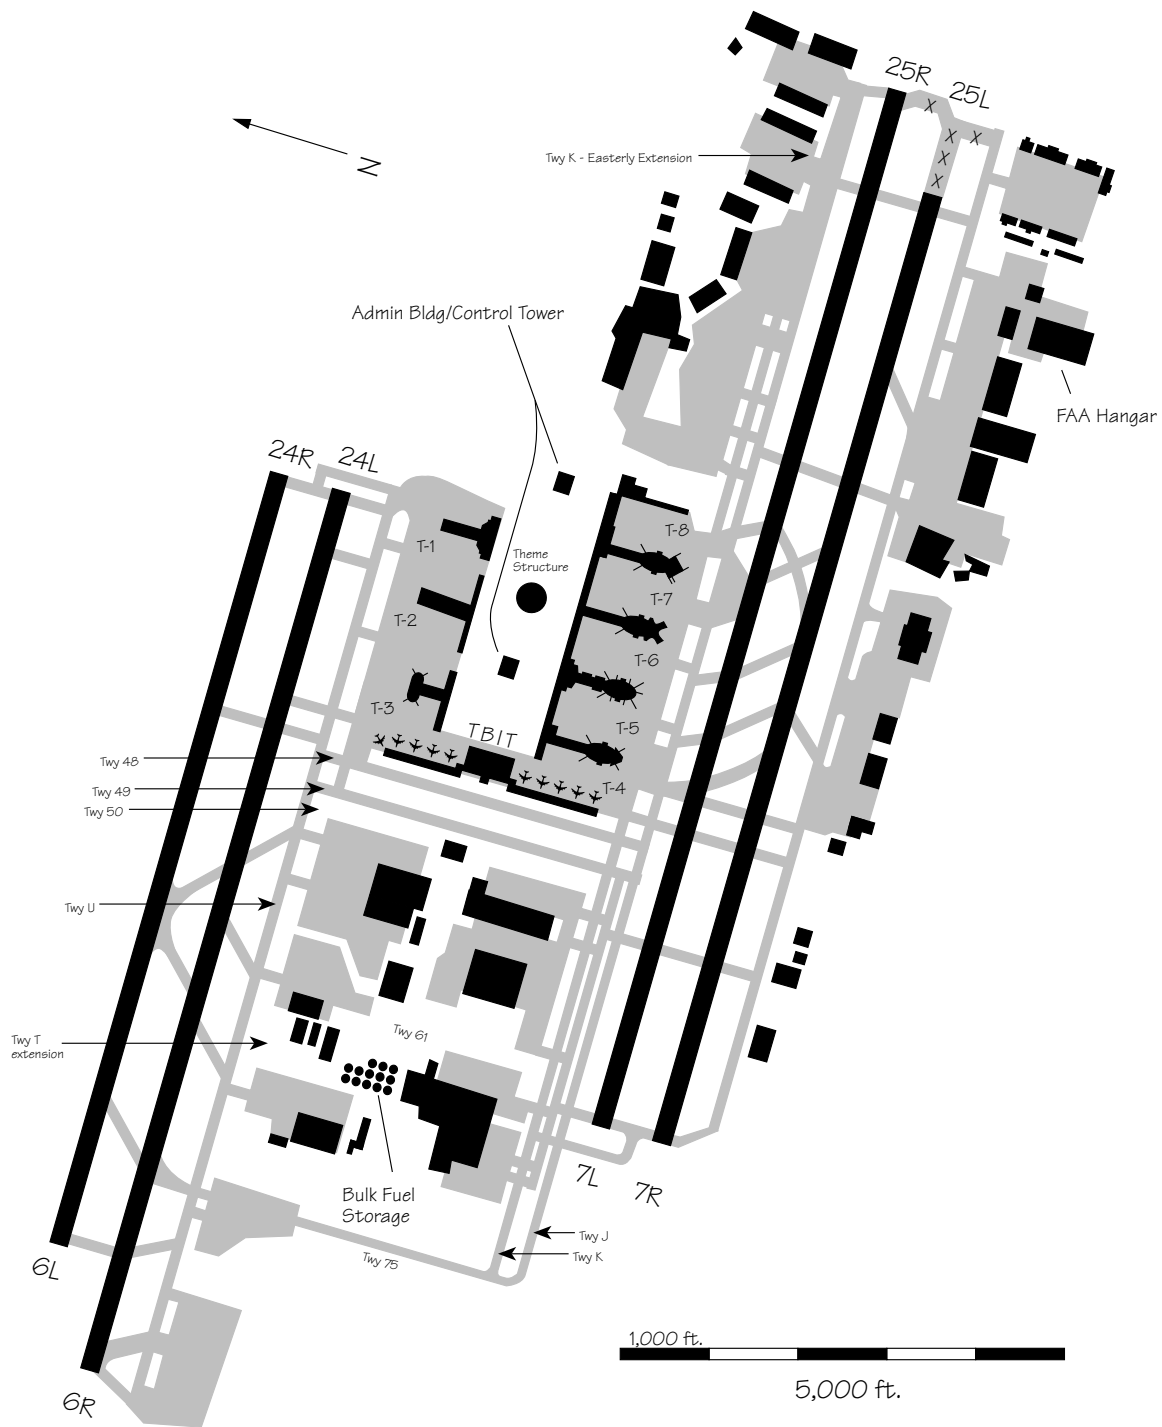 25R
25L
X
X
X
X
X
Twy K - Easterly Extension
N
Admin Bldg/Control Tower
FAA Hangar
24R
24L
T-8
T-1
Theme
Structure
T-7
T-2
T-6
T-3
T-5
TBIT
Twy 48
T-4
Twy 49
Twy 50
Twy U
Twy 61
Twy T
extension
7L
7R
Bulk Fuel
Storage
Twy J
Twy K
Twy 75
6L
1,000 ft.
5,000 ft.
6R